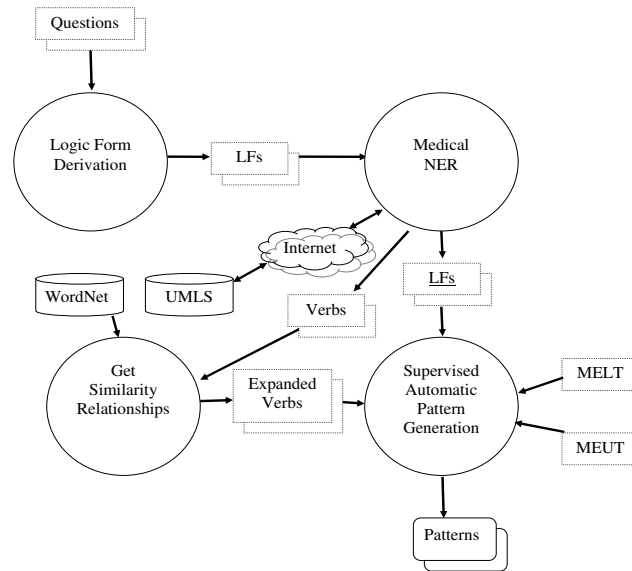 Questions
Logic Form
Derivation
LFs
Medical
NER
Internet
WordNet
UMLS
LFs
Verbs
Get
Similarity
Relationships
Expanded
Verbs
Supervised
Automatic
Pattern
Generation
MELT
MEUT
Patterns